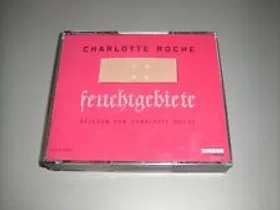 CHARLOTTE ROCHE
feuchtgebiete
GELESEN VON CHARLOTTE ROCHE